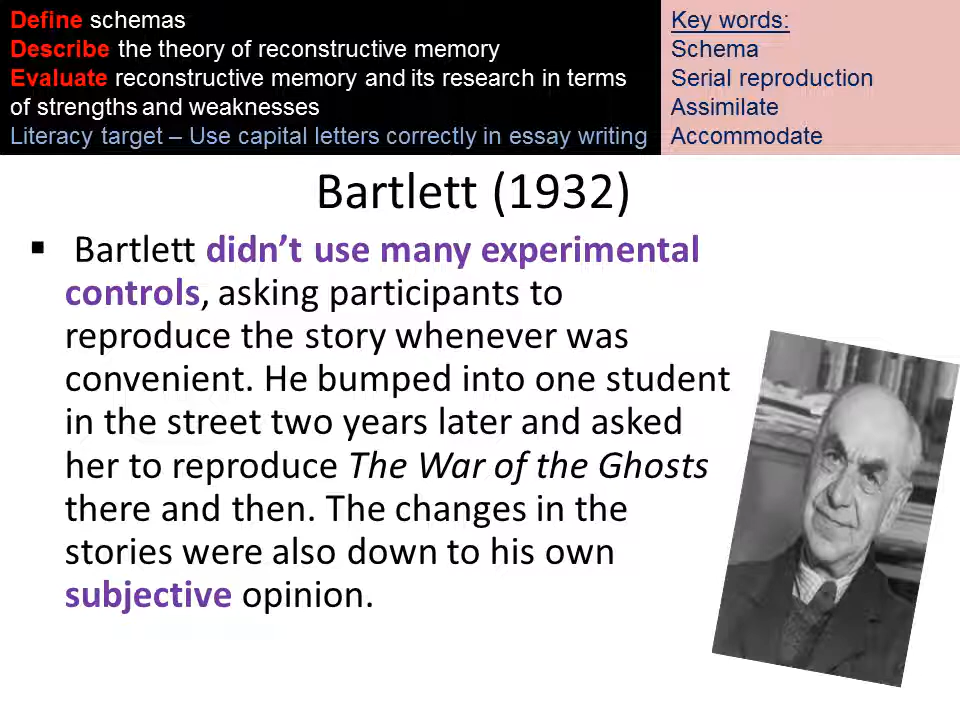 Define schemas
Describe the theory of reconstructive memory
Evaluate reconstructive memory and its research in terms
of strengths and weaknesses
Literacy target – Use capital letters correctly in essay writing
Key words:
Schema
Serial reproduction
Assimilate
Accommodate
Bartlett (1932)
▪ Bartlett didn’t use many experimental
controls, asking participants to
reproduce the story whenever was
convenient. He bumped into one student
in the street two years later and asked
her to reproduce The War of the Ghosts
there and then. The changes in the
stories were also down to his own
subjective opinion.